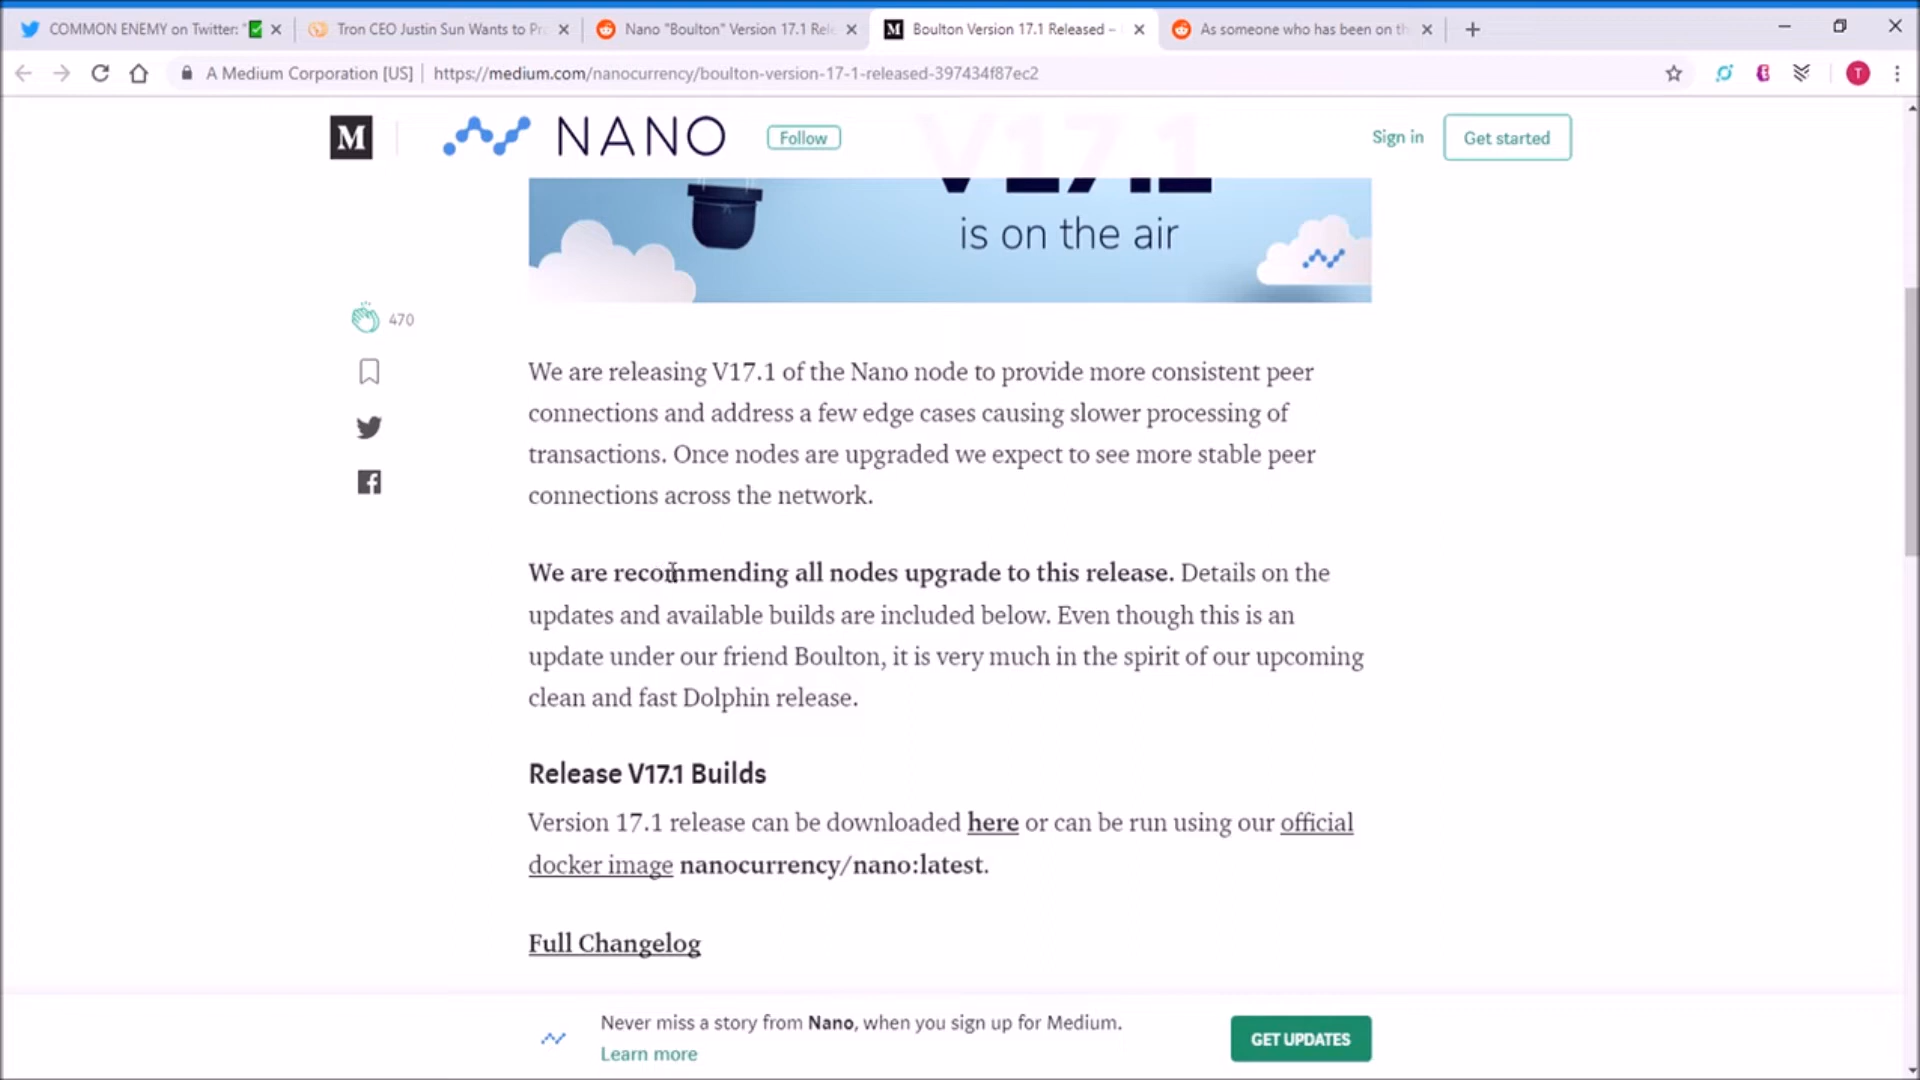 COMMON ENEMY on Twitter: "
Tron CEO Justin Sun Wants to Pr
Nano "Boulton" Version 17.1 Rele
Boulton Version 17.1 Released –
As someone who has been on th
A Medium Corporation [US]
https://medium.com/nanocurrency/boulton-version-17-1-released-397434f87ec2
T
M
NANO
Follow
V17.1
Sign in
Get started
is on the air
470
We are releasing V17.1 of the Nano node to provide more consistent peer
connections and address a few edge cases causing slower processing of
transactions. Once nodes are upgraded we expect to see more stable peer
connections across the network.
We are recommending all nodes upgrade to this release. Details on the
updates and available builds are included below. Even though this is an
update under our friend Boulton, it is very much in the spirit of our upcoming
clean and fast Dolphin release.
Release V17.1 Builds
Version 17.1 release can be downloaded here or can be run using our official
docker image nanocurrency/nano:latest.
Full Changelog
Never miss a story from Nano, when you sign up for Medium.
Learn more
GET UPDATES